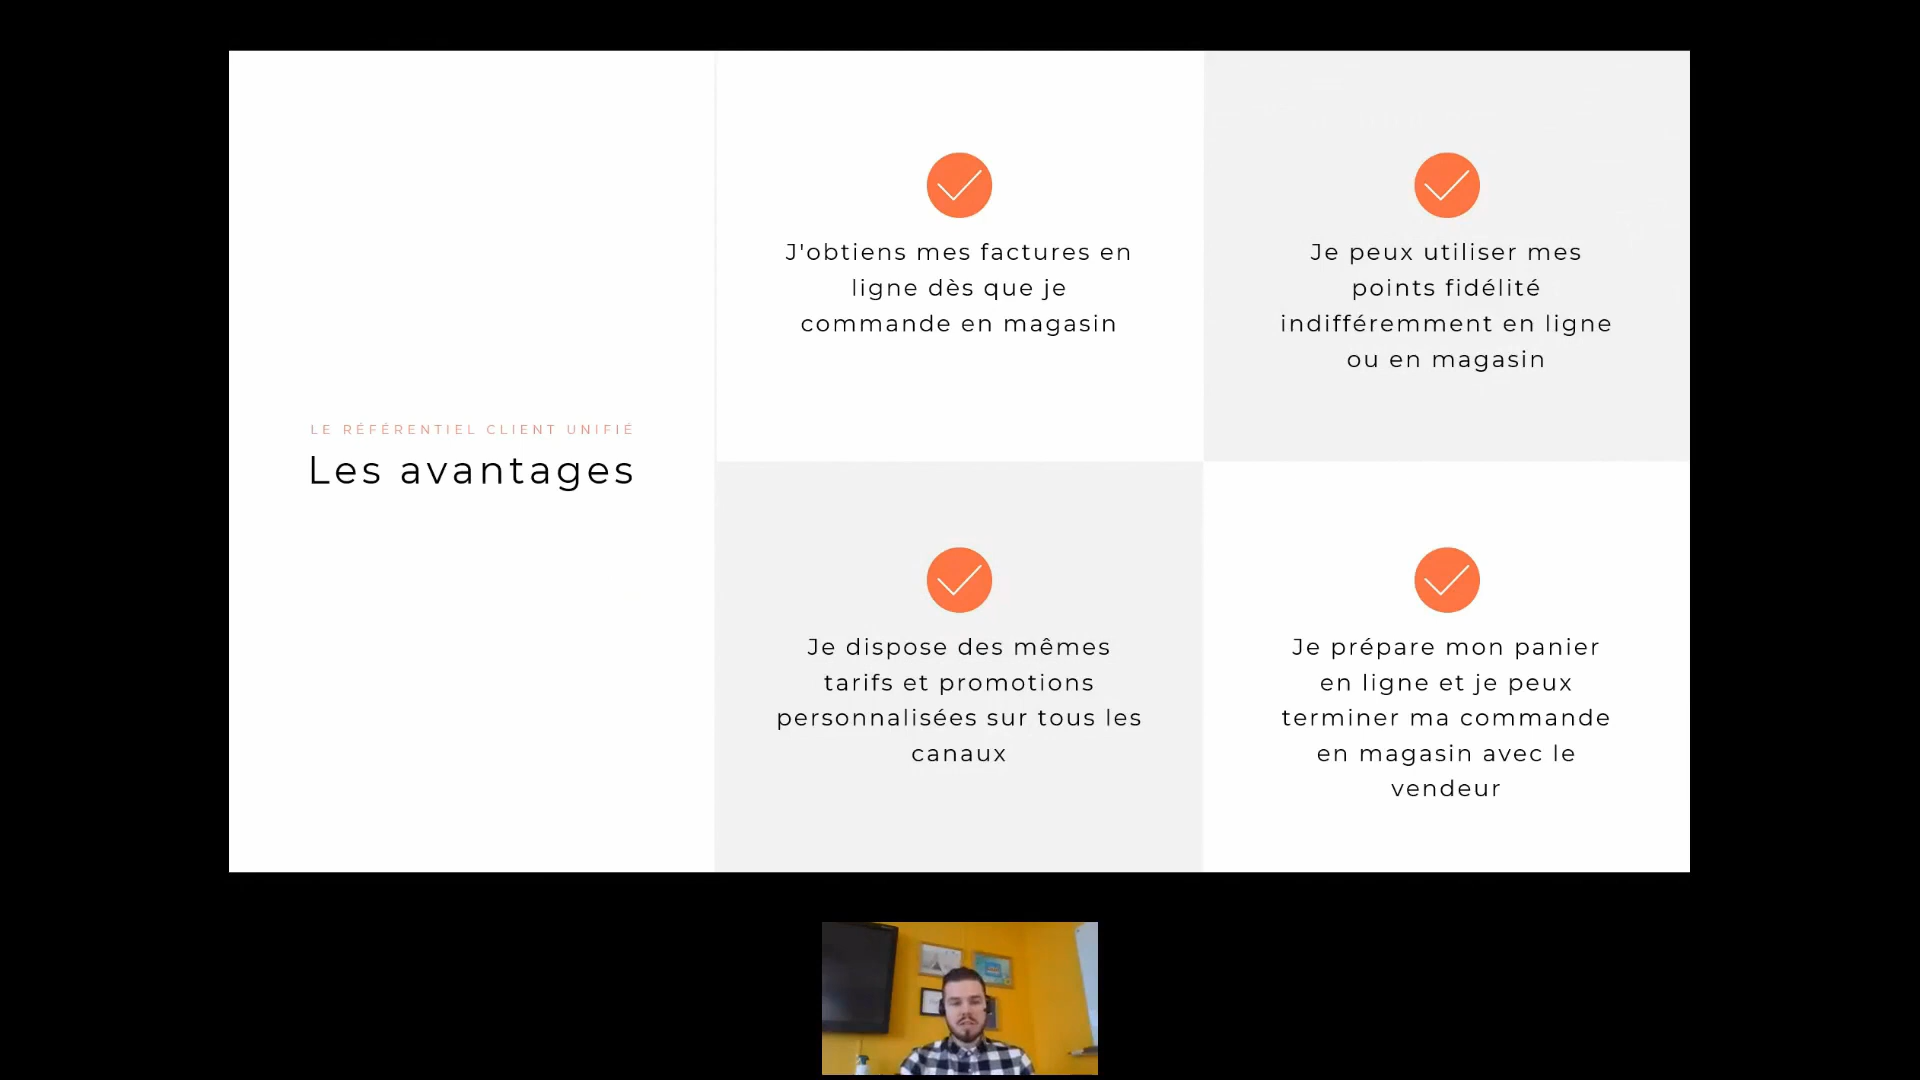 LE RÉFÉRENTIEL CLIENT UNIFIÉ
Les avantages
J'obtiens mes factures en
ligne dès que je
commande en magasin
Je peux utiliser mes
points fidélité
indifféremment en ligne
ou en magasin
Je dispose des mêmes
tarifs et promotions
personnalisées sur tous les
canaux
Je prépare mon panier
en ligne et je peux
terminer ma commande
en magasin avec le
vendeur